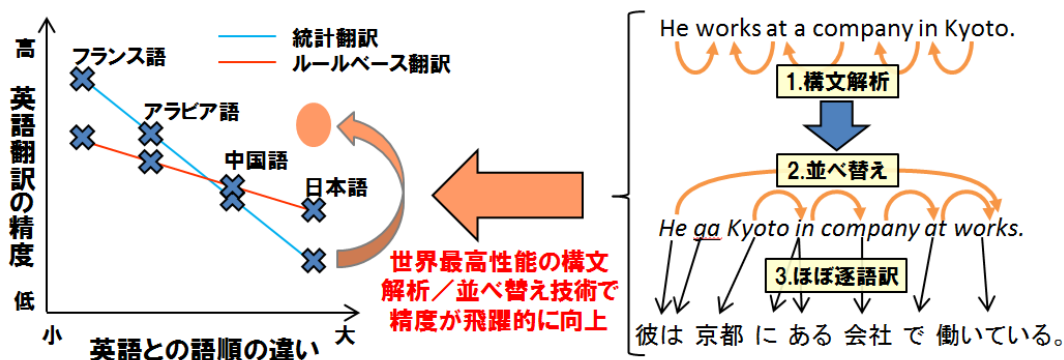 高
英語翻訳の精度
低
フランス語
アラビア語
中国語
日本語
統計翻訳
ルールベース翻訳
小
大
英語との語順の違い
世界最高性能の構文
解析／並べ替え技術で
精度が飛躍的に向上
He works at a company in Kyoto.
1.構文解析
2.並べ替え
He ga Kyoto in company at works.
3.ほぼ逐語訳
彼は 京都 に ある 会社 で 働いている。